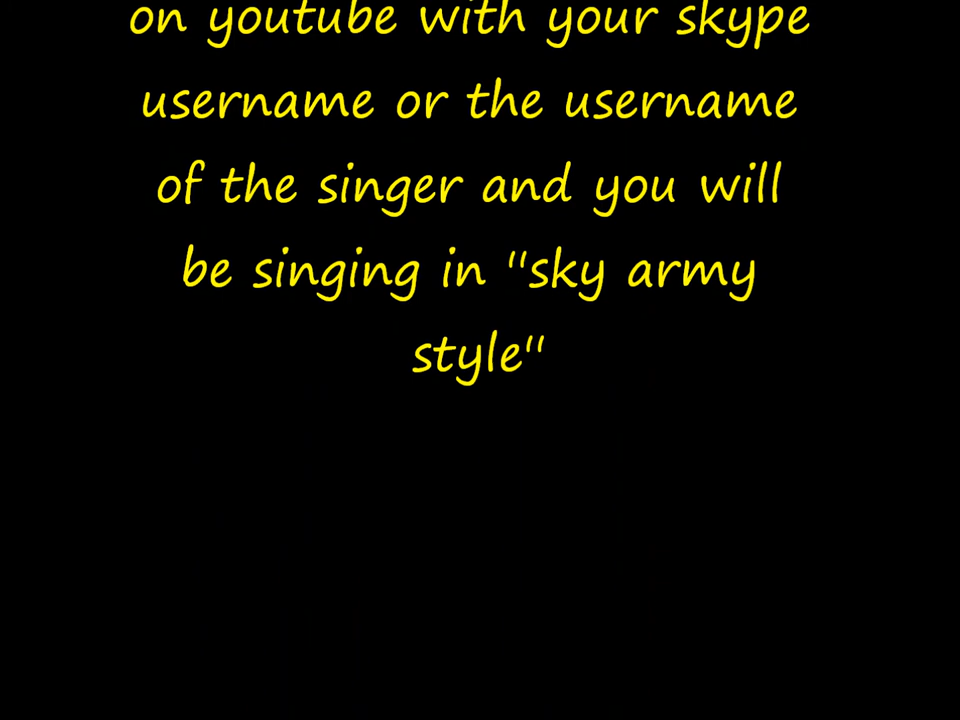 on youtube with your skype
username or the username
of the singer and you will
be singing in "sky army
style"